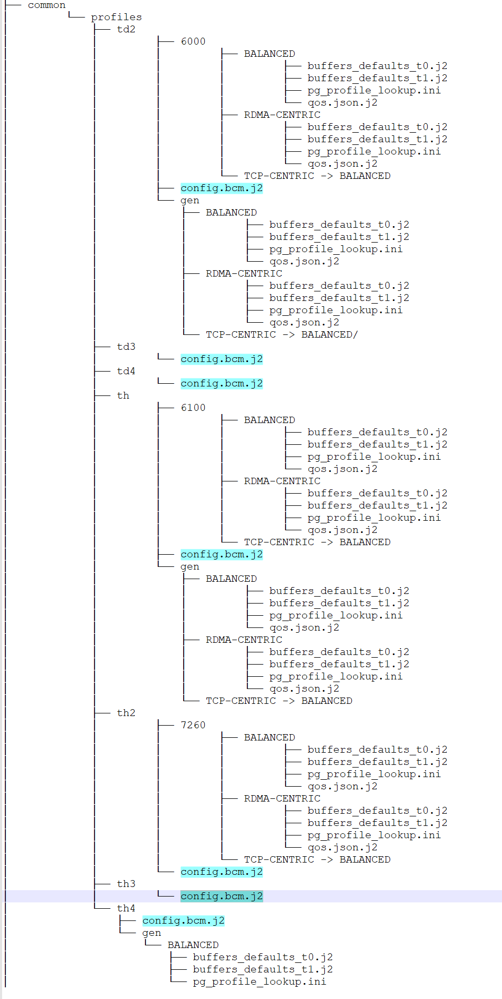 ├── common
│ └── profiles
│ ├── td2
│ │ ├── 6000
│ │ │ ├── BALANCED
│ │ │ │ ├── buffers_defaults_t0.j2
│ │ │ │ ├── buffers_defaults_t1.j2
│ │ │ │ ├── pg_profile_lookup.ini
│ │ │ │ └── qos.json.j2
│ │ │ ├── RDMA-CENTRIC
│ │ │ │ ├── buffers_defaults_t0.j2
│ │ │ │ ├── buffers_defaults_t1.j2
│ │ │ │ ├── pg_profile_lookup.ini
│ │ │ │ └── qos.json.j2
│ │ │ └── TCP-CENTRIC -> BALANCED
│ │ ├── config.bcm.j2
│ │ └── gen
│ │ ├── BALANCED
│ │ │ ├── buffers_defaults_t0.j2
│ │ │ ├── buffers_defaults_t1.j2
│ │ │ ├── pg_profile_lookup.ini
│ │ │ └── qos.json.j2
│ │ ├── RDMA-CENTRIC
│ │ │ ├── buffers_defaults_t0.j2
│ │ │ ├── buffers_defaults_t1.j2
│ │ │ ├── pg_profile_lookup.ini
│ │ │ └── qos.json.j2
│ │ └── TCP-CENTRIC -> BALANCED/
│ ├── td3
│ │ └── config.bcm.j2
│ ├── td4
│ │ └── config.bcm.j2
│ ├── th
│ │ ├── 6100
│ │ │ ├── BALANCED
│ │ │ │ ├── buffers_defaults_t0.j2
│ │ │ │ ├── buffers_defaults_t1.j2
│ │ │ │ ├── pg_profile_lookup.ini
│ │ │ │ └── qos.json.j2
│ │ │ ├── RDMA-CENTRIC
│ │ │ │ ├── buffers_defaults_t0.j2
│ │ │ │ ├── buffers_defaults_t1.j2
│ │ │ │ ├── pg_profile_lookup.ini
│ │ │ │ └── qos.json.j2
│ │ │ └── TCP-CENTRIC -> BALANCED
│ │ ├── config.bcm.j2
│ │ └── gen
│ │ ├── BALANCED
│ │ │ ├── buffers_defaults_t0.j2
│ │ │ ├── buffers_defaults_t1.j2
│ │ │ ├── pg_profile_lookup.ini
│ │ │ └── qos.json.j2
│ │ ├── RDMA-CENTRIC
│ │ │ ├── buffers_defaults_t0.j2
│ │ │ ├── buffers_defaults_t1.j2
│ │ │ ├── pg_profile_lookup.ini
│ │ │ └── qos.json.j2
│ │ └── TCP-CENTRIC -> BALANCED
│ ├── th2
│ │ ├── 7260
│ │ │ ├── BALANCED
│ │ │ │ ├── buffers_defaults_t0.j2
│ │ │ │ ├── buffers_defaults_t1.j2
│ │ │ │ ├── pg_profile_lookup.ini
│ │ │ │ └── qos.json.j2
│ │ │ ├── RDMA-CENTRIC
│ │ │ │ ├── buffers_defaults_t0.j2
│ │ │ │ ├── buffers_defaults_t1.j2
│ │ │ │ ├── pg_profile_lookup.ini
│ │ │ │ └── qos.json.j2
│ │ │ └── TCP-CENTRIC -> BALANCED
│ │ └── config.bcm.j2
│ ├── th3
│ │ └── config.bcm.j2
│ └── th4
│ ├── config.bcm.j2
│ └── gen
│ └── BALANCED
│ ├── buffers_defaults_t0.j2
│ ├── buffers_defaults_t1.j2
│ └── pg_profile_lookup.ini